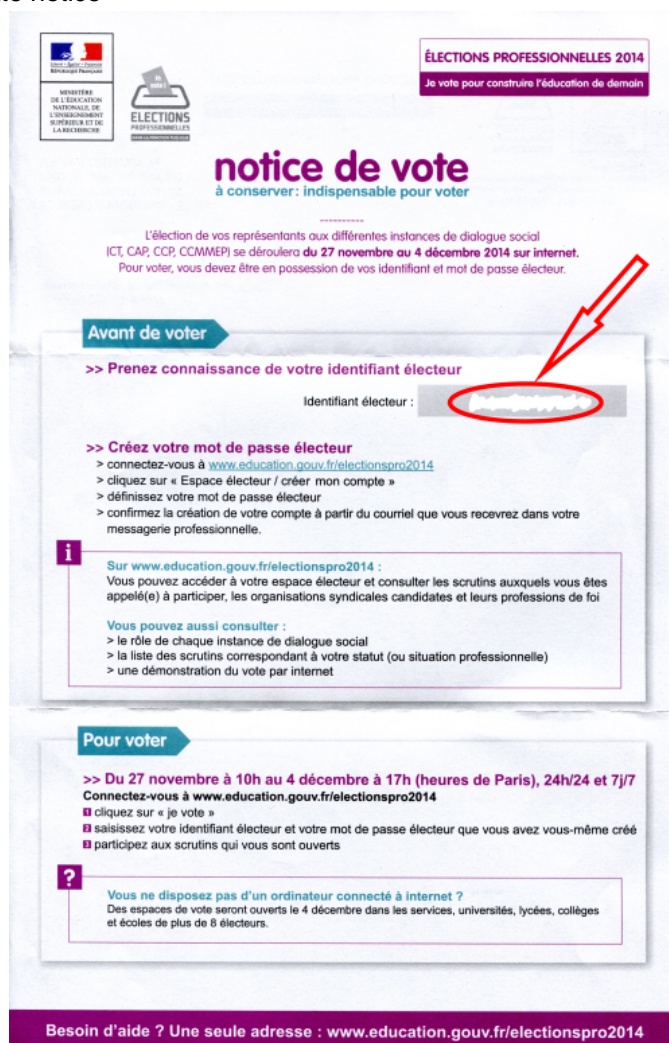 ÉLECTIONS PROFESSIONNELLES 2014
Je vote pour construire l'éducation de demain
Liberté • Égalité • Fraternité
RÉPUBLIQUE FRANÇAISE
MINISTÈRE
DE L'ÉDUCATION
NATIONALE, DE
L'ENSEIGNEMENT
SUPÉRIEUR ET DE
LA RECHERCHE
je
vote !
ELECTIONS
PROFESSIONNELLES
notice de vote
à conserver: indispensable pour voter
----------
L'élection de vos représentants aux différentes instances de dialogue social
(CT, CAP, CCP, CCMMEP) se déroulera du 27 novembre au 4 décembre 2014 sur internet.
Pour voter, vous devez être en possession de vos identifiant et mot de passe électeur.
Avant de voter
>> Prenez connaissance de votre identifiant électeur
Identifiant électeur :
>> Créez votre mot de passe électeur
> connectez-vous à www.education.gouv.fr/electionspro2014
> cliquez sur « Espace électeur / créer mon compte »
> définissez votre mot de passe électeur
> confirmez la création de votre compte à partir du courriel que vous recevrez dans votre
messagerie professionnelle.
i
Sur www.education.gouv.fr/electionspro2014 :
Vous pouvez accéder à votre espace électeur et consulter les scrutins auxquels vous êtes
appelé(e) à participer, les organisations syndicales candidates et leurs professions de foi
Vous pouvez aussi consulter :
> le rôle de chaque instance de dialogue social
> la liste des scrutins correspondant à votre statut (ou situation professionnelle)
> une démonstration du vote par internet
Pour voter
>> Du 27 novembre à 10h au 4 décembre à 17h (heures de Paris), 24h/24 et 7j/7
Connectez-vous à www.education.gouv.fr/electionspro2014
1 cliquez sur « je vote »
2 saisissez votre identifiant électeur et votre mot de passe électeur que vous avez vous-même créé
3 participez aux scrutins qui vous sont ouverts
?
Vous ne disposez pas d'un ordinateur connecté à internet ?
Des espaces de vote seront ouverts le 4 décembre dans les services, universités, lycées, collèges
et écoles de plus de 8 électeurs.
Besoin d'aide ? Une seule adresse : www.education.gouv.fr/electionspro2014